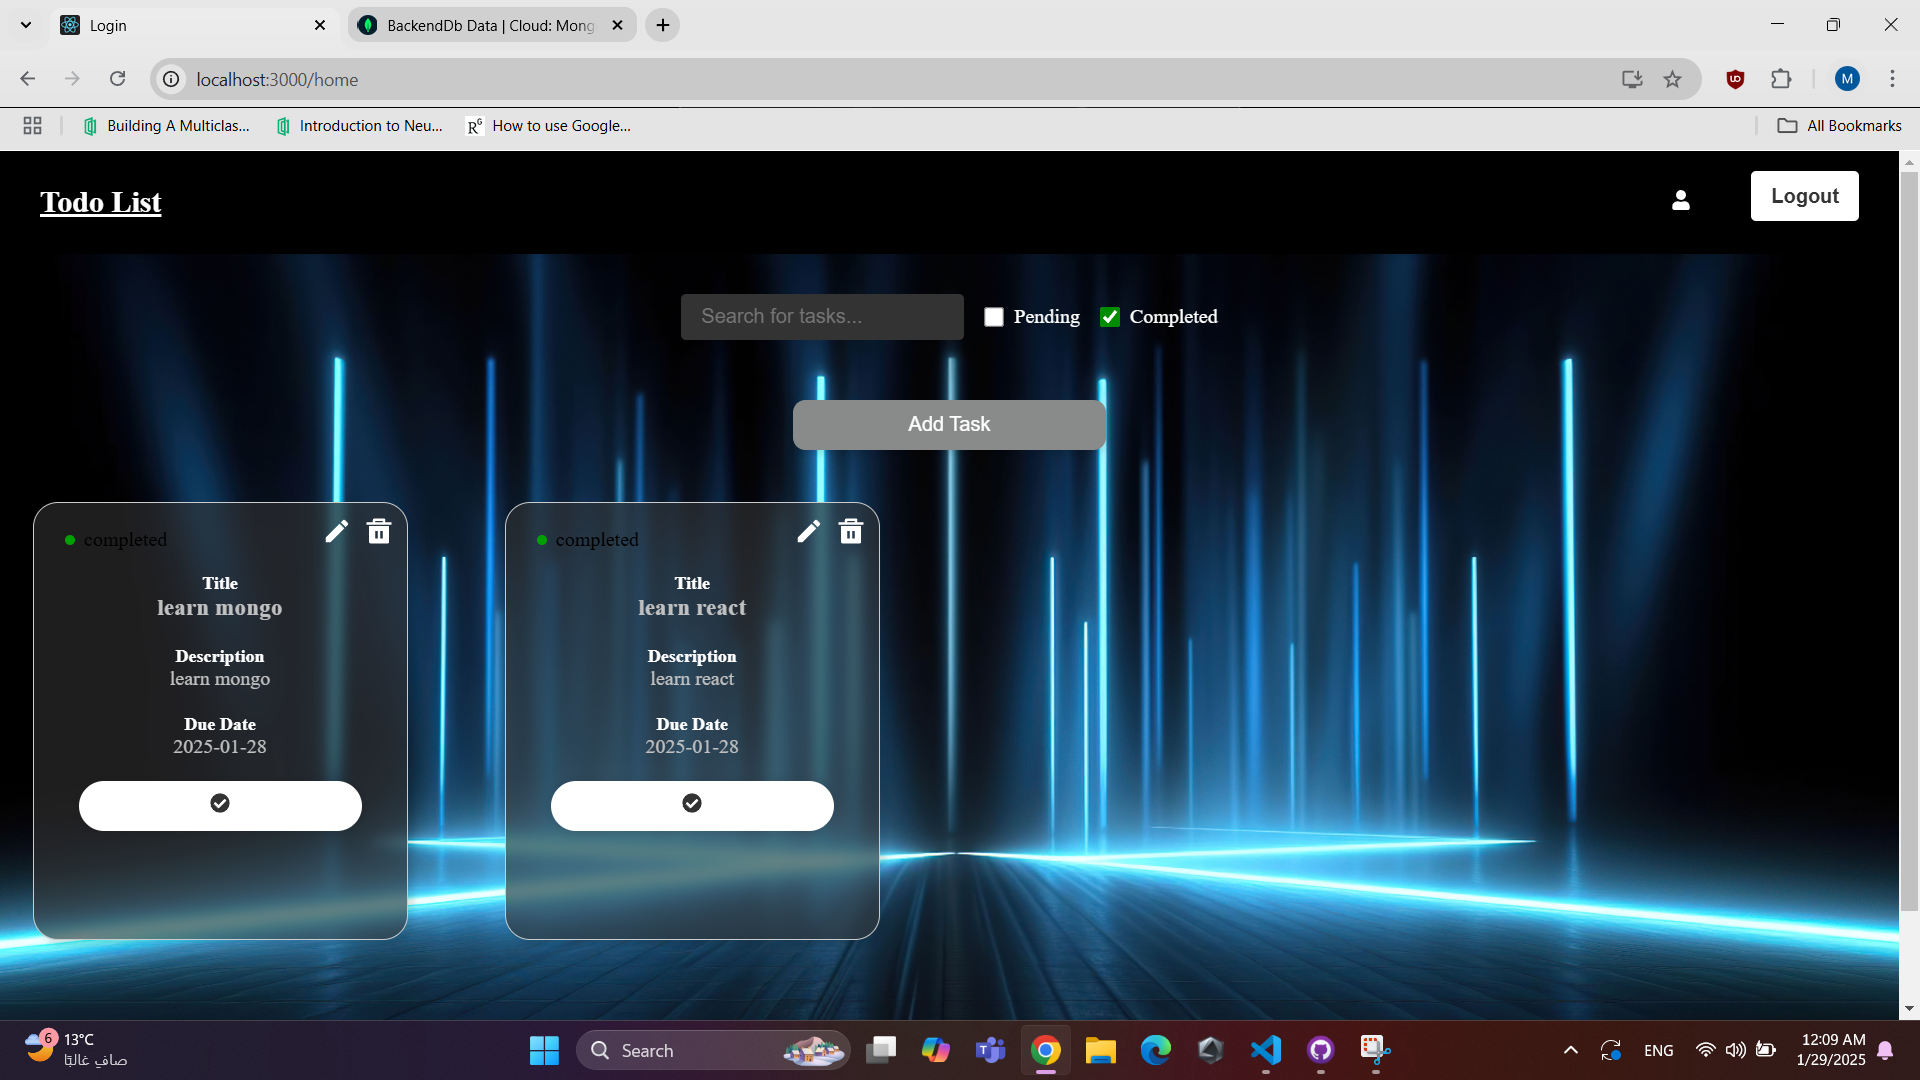 Login
BackendDb Data | Cloud: Mong
localhost:3000/home
M
Building A Multiclas...
Introduction to Neu...
How to use Google...
All Bookmarks
Todo List
Logout
Search for tasks...
Pending
Completed
Add Task
completed
Title
learn mongo
Description
learn mongo
Due Date
2025-01-28
completed
Title
learn react
Description
learn react
Due Date
2025-01-28
6
13°C
صافٍ غالبًا
Search
ENG
12:09 AM
1/29/2025